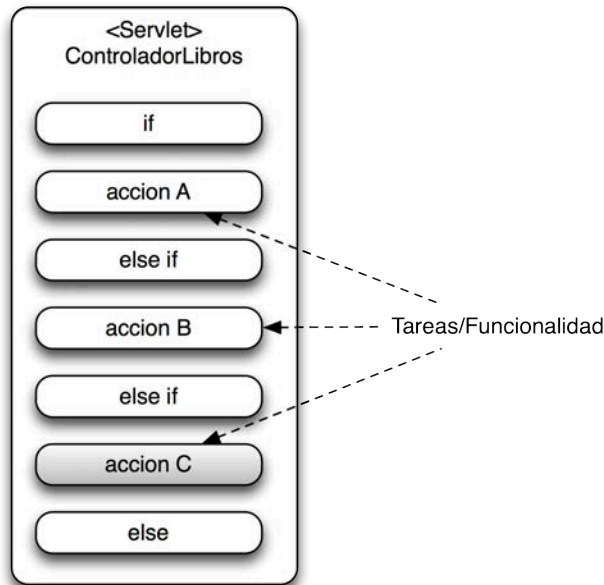 <Servlet>
ControladorLibros
if
accion A
else if
accion B
Tareas/Funcionalidad
else if
accion C
else